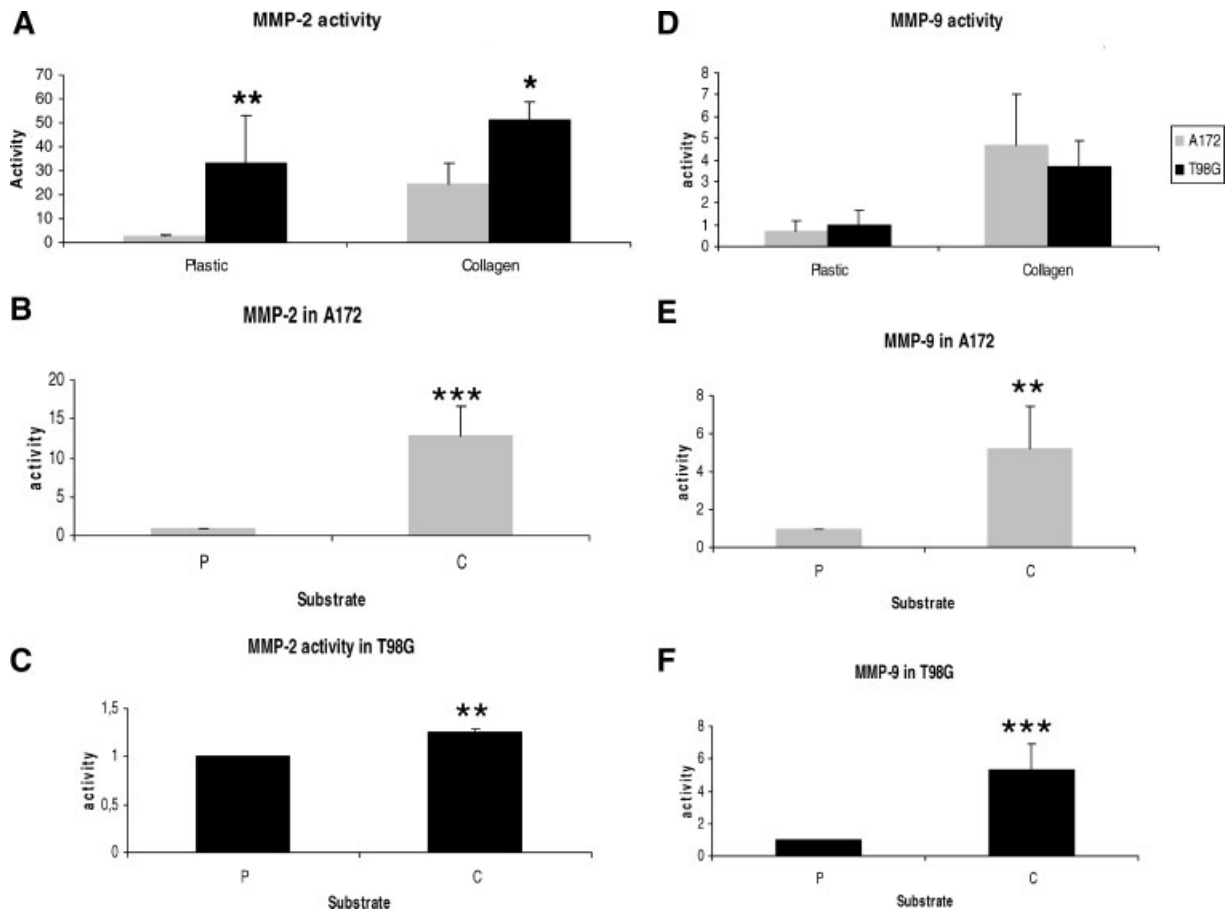 A
MMP-2 activity
70
60
50
40
30
20
10
0
Activity
**
*
Plastic
Collagen
B
MMP-2 in A172
20
15
10
5
0
activity
***
P
C
Substrate
C
MMP-2 activity in T98G
1,5
1
0,5
0
activity
**
P
C
Substrate
D
MMP-9 activity
8
7
6
5
4
3
2
1
0
activity
Plastic
Collagen
A172
T98G
E
MMP-9 in A172
8
6
4
2
0
activity
**
P
C
Substrate
F
MMP-9 in T98G
8
6
4
2
0
activity
***
P
C
Substrate